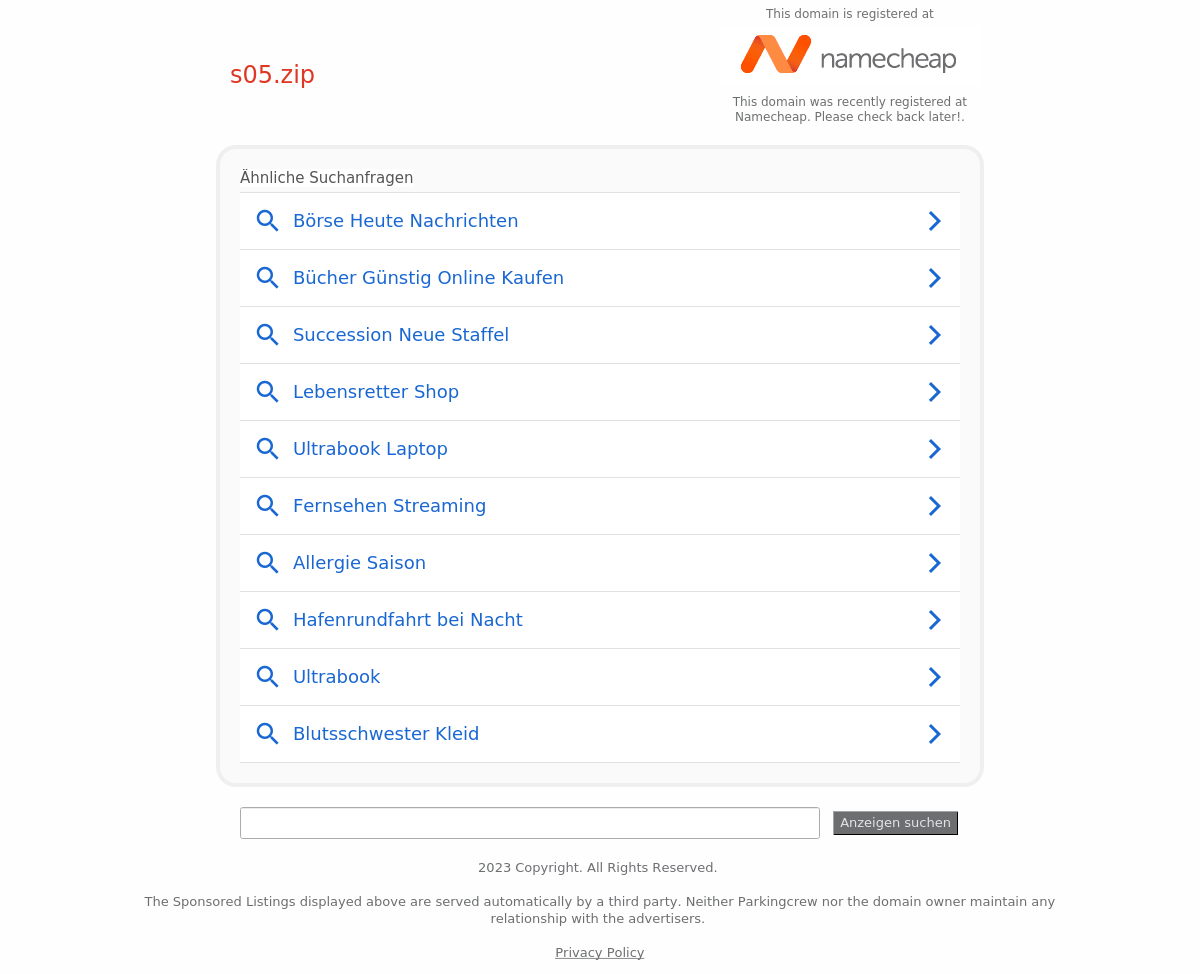 This domain is registered at
namecheap
s05.zip
This domain was recently registered at
Namecheap. Please check back later!.
Ähnliche Suchanfragen
Börse Heute Nachrichten
Bücher Günstig Online Kaufen
Succession Neue Staffel
Lebensretter Shop
Ultrabook Laptop
Fernsehen Streaming
Allergie Saison
Hafenrundfahrt bei Nacht
Ultrabook
Blutsschwester Kleid
Anzeigen suchen
2023 Copyright. All Rights Reserved.
The Sponsored Listings displayed above are served automatically by a third party. Neither Parkingcrew nor the domain owner maintain any
relationship with the advertisers.
Privacy Policy